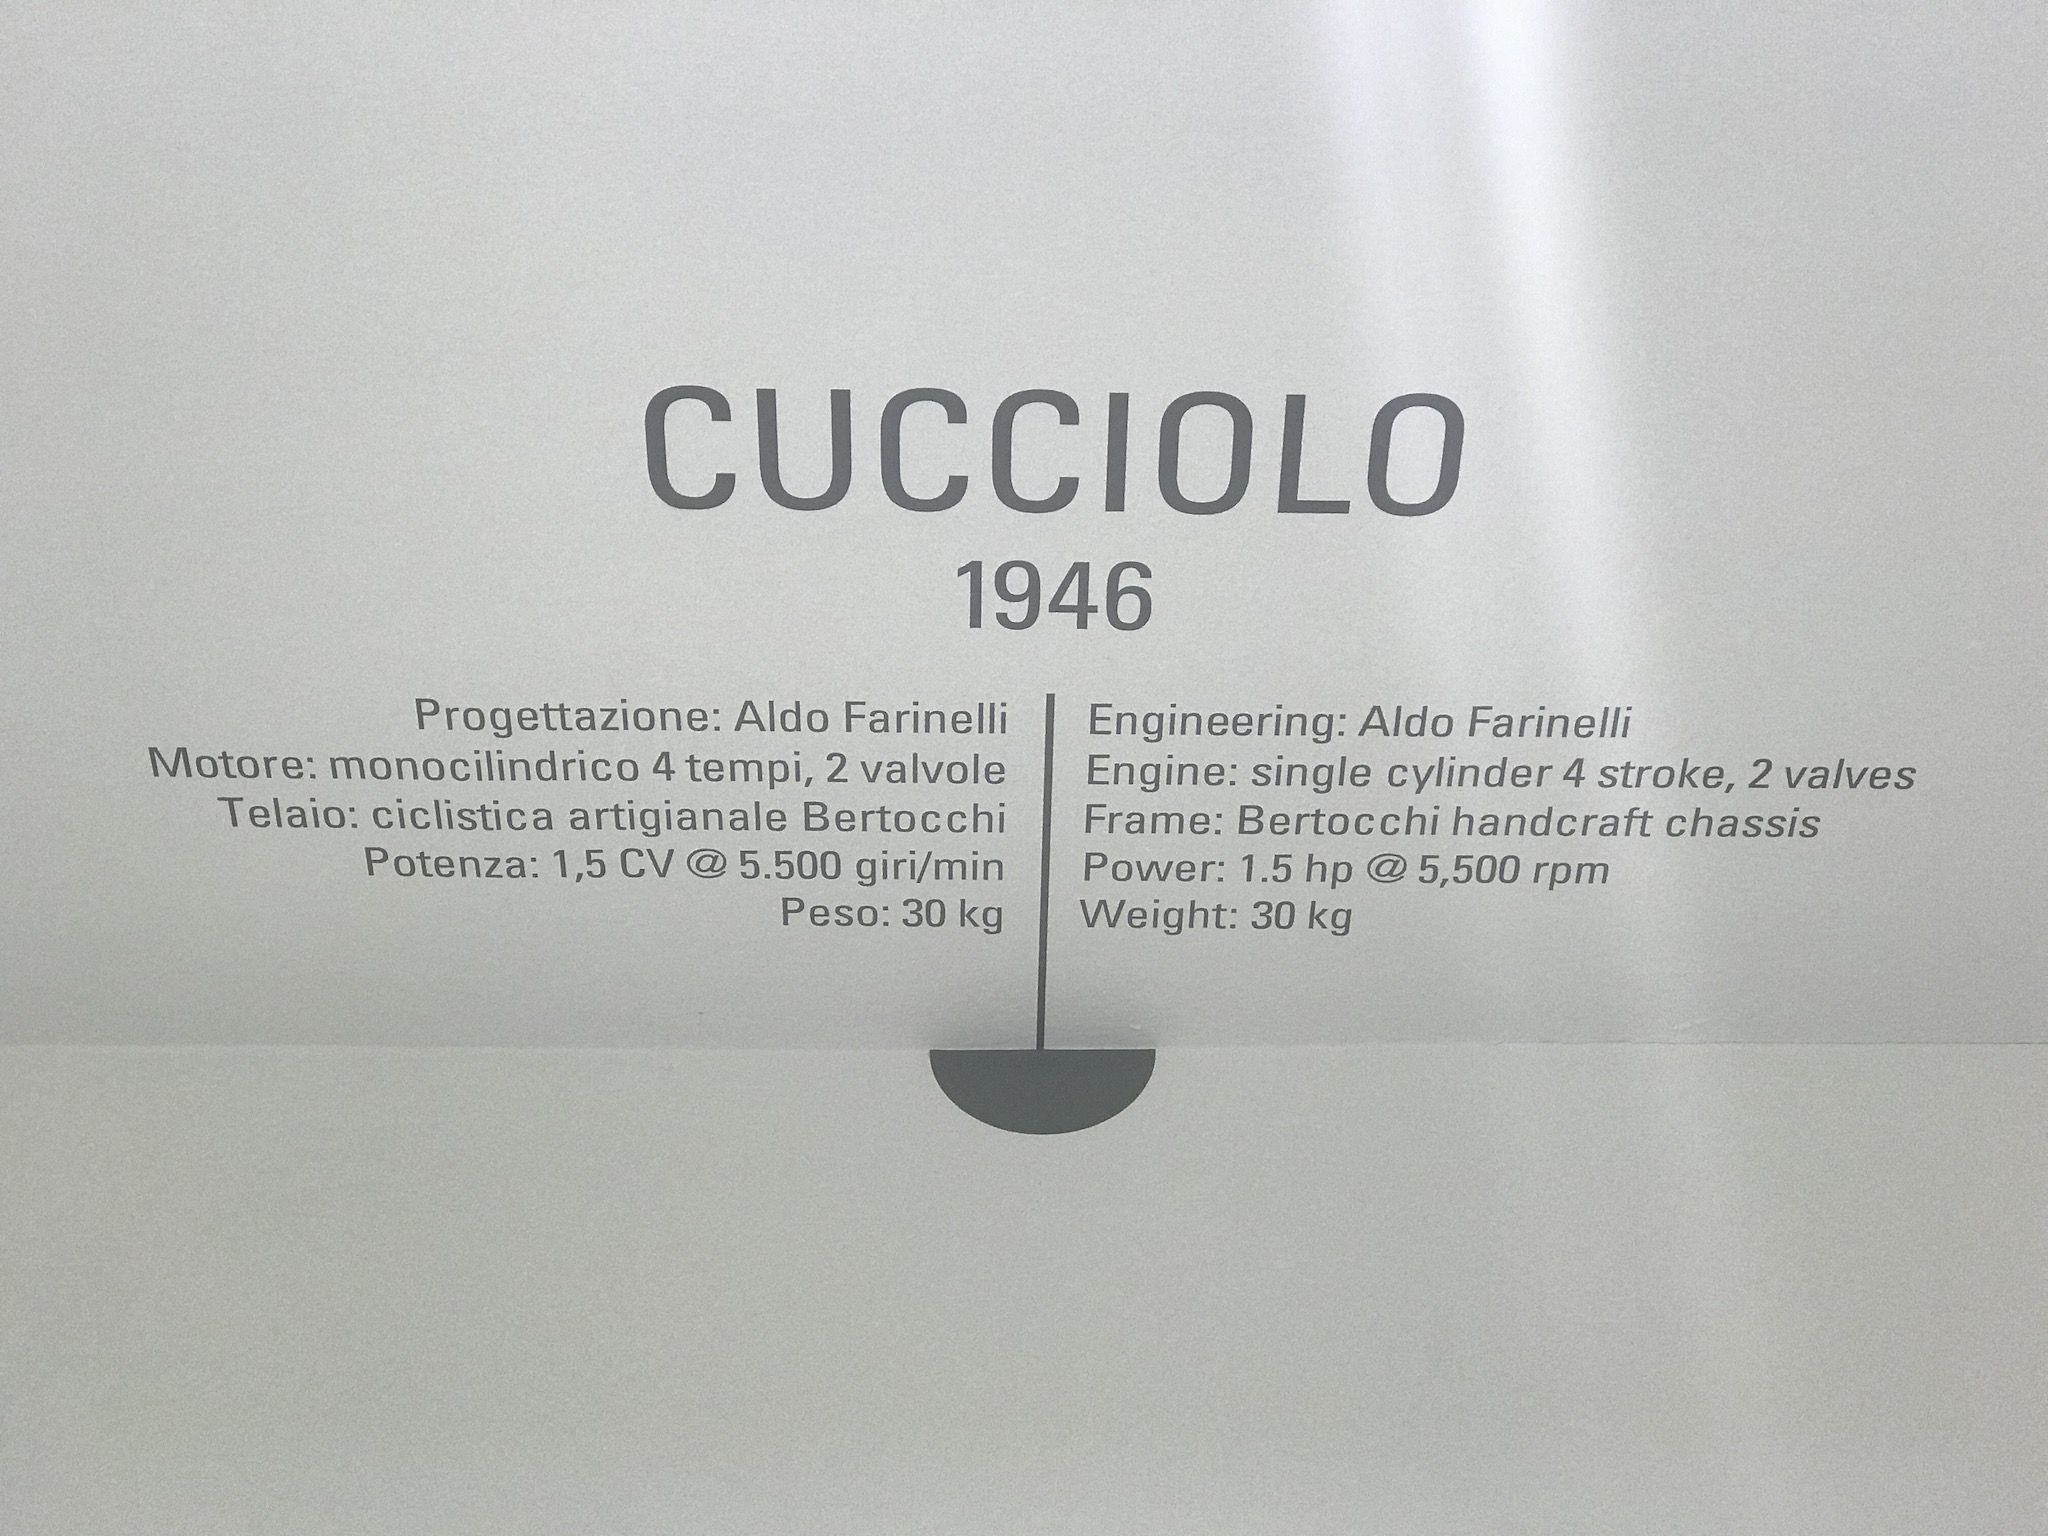 CUCCIOLO
1946
Progettazione: Aldo Farinelli
Motore: monocilindrico 4 tempi, 2 valvole
Telaio: ciclistica artigianale Bertocchi
Potenza: 1,5 CV @ 5.500 giri/min
Peso: 30 kg
Engineering: Aldo Farinelli
Engine: single cylinder 4 stroke, 2 valves
Frame: Bertocchi handcraft chassis
Power: 1.5 hp @ 5,500 rpm
Weight: 30 kg